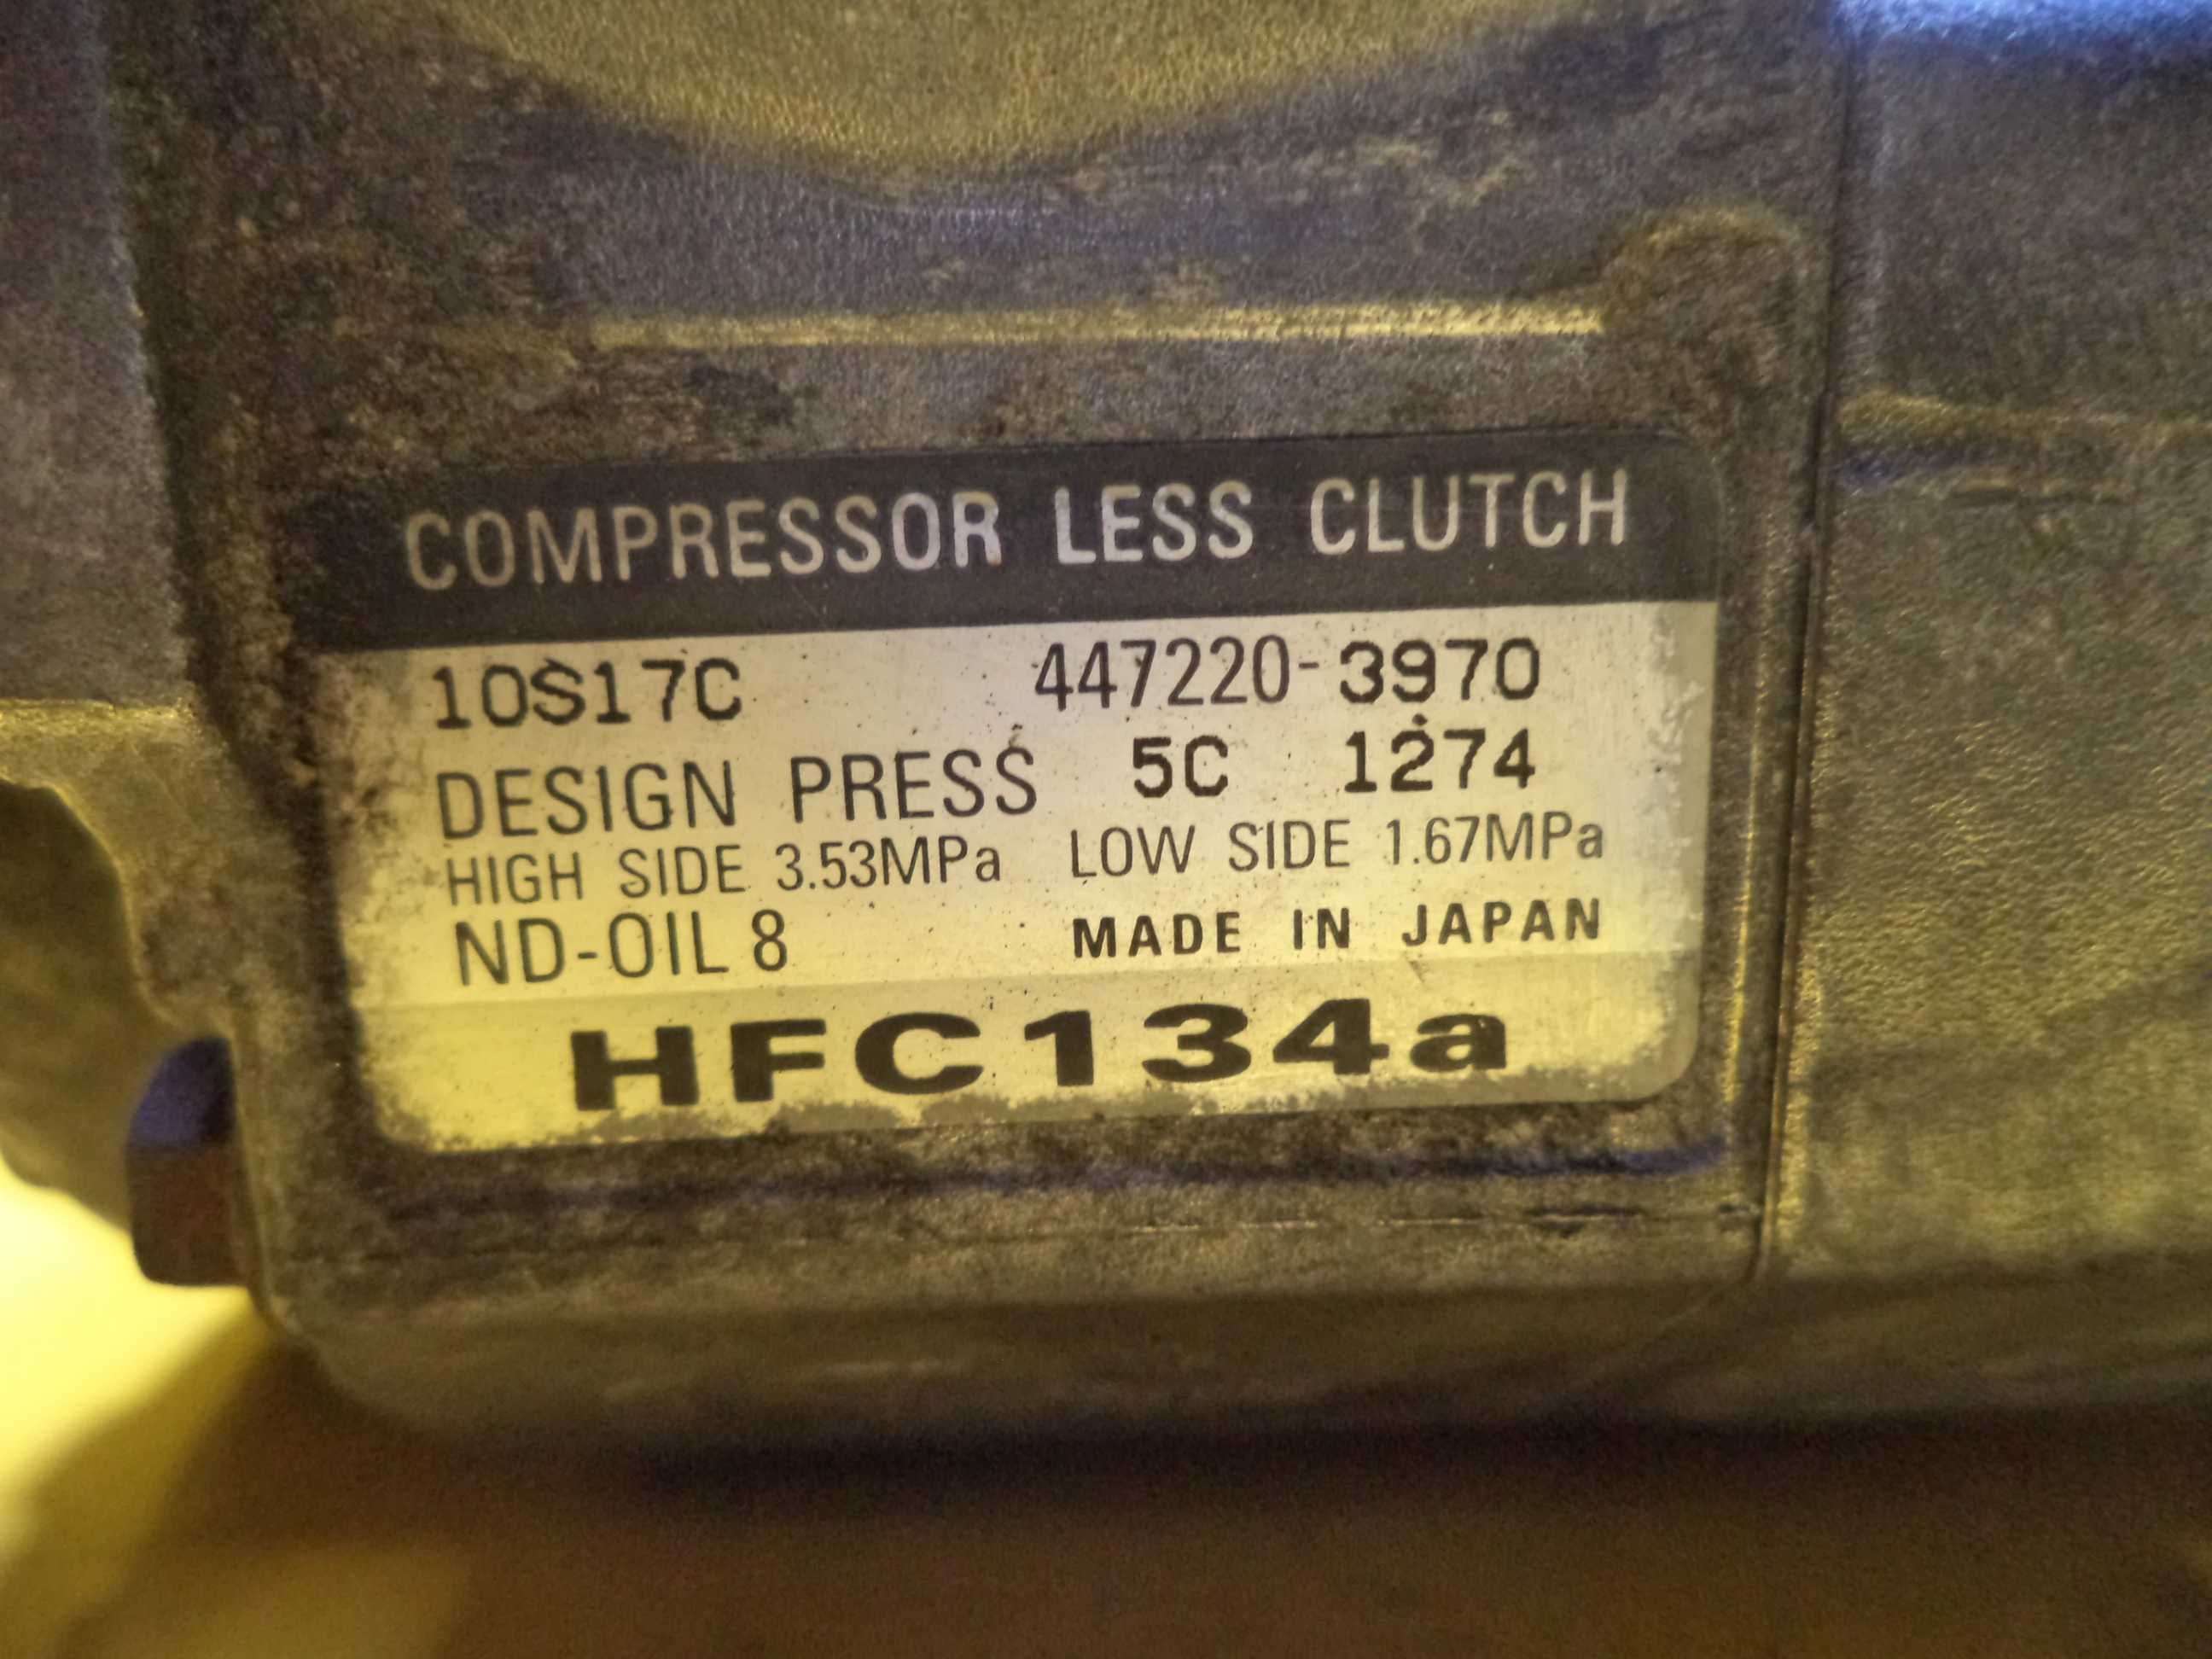 COMPRESSOR LESS CLUTCH
10S17C 447220-3970
DESIGN PRESS 5C 1274
HIGH SIDE 3.53MPa LOW SIDE 1.67MPa
ND-OIL 8 MADE IN JAPAN
HFC134a